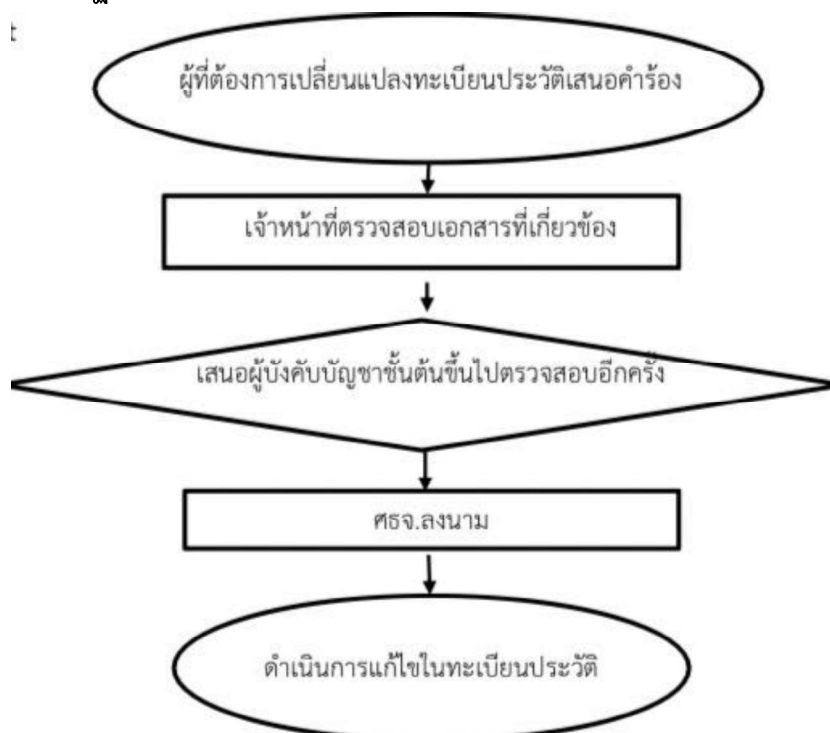 ผู้ที่ต้องการเปลี่ยนแปลงทะเบียนประวัติเสนอคำร้อง
เจ้าหน้าที่ตรวจสอบเอกสารที่เกี่ยวข้อง
เสนอผู้บังคับบัญชาชั้นต้นขึ้นไปตรวจสอบอีกครั้ง
ศธจ.ลงนาม
ดำเนินการแก้ไขในทะเบียนประวัติ